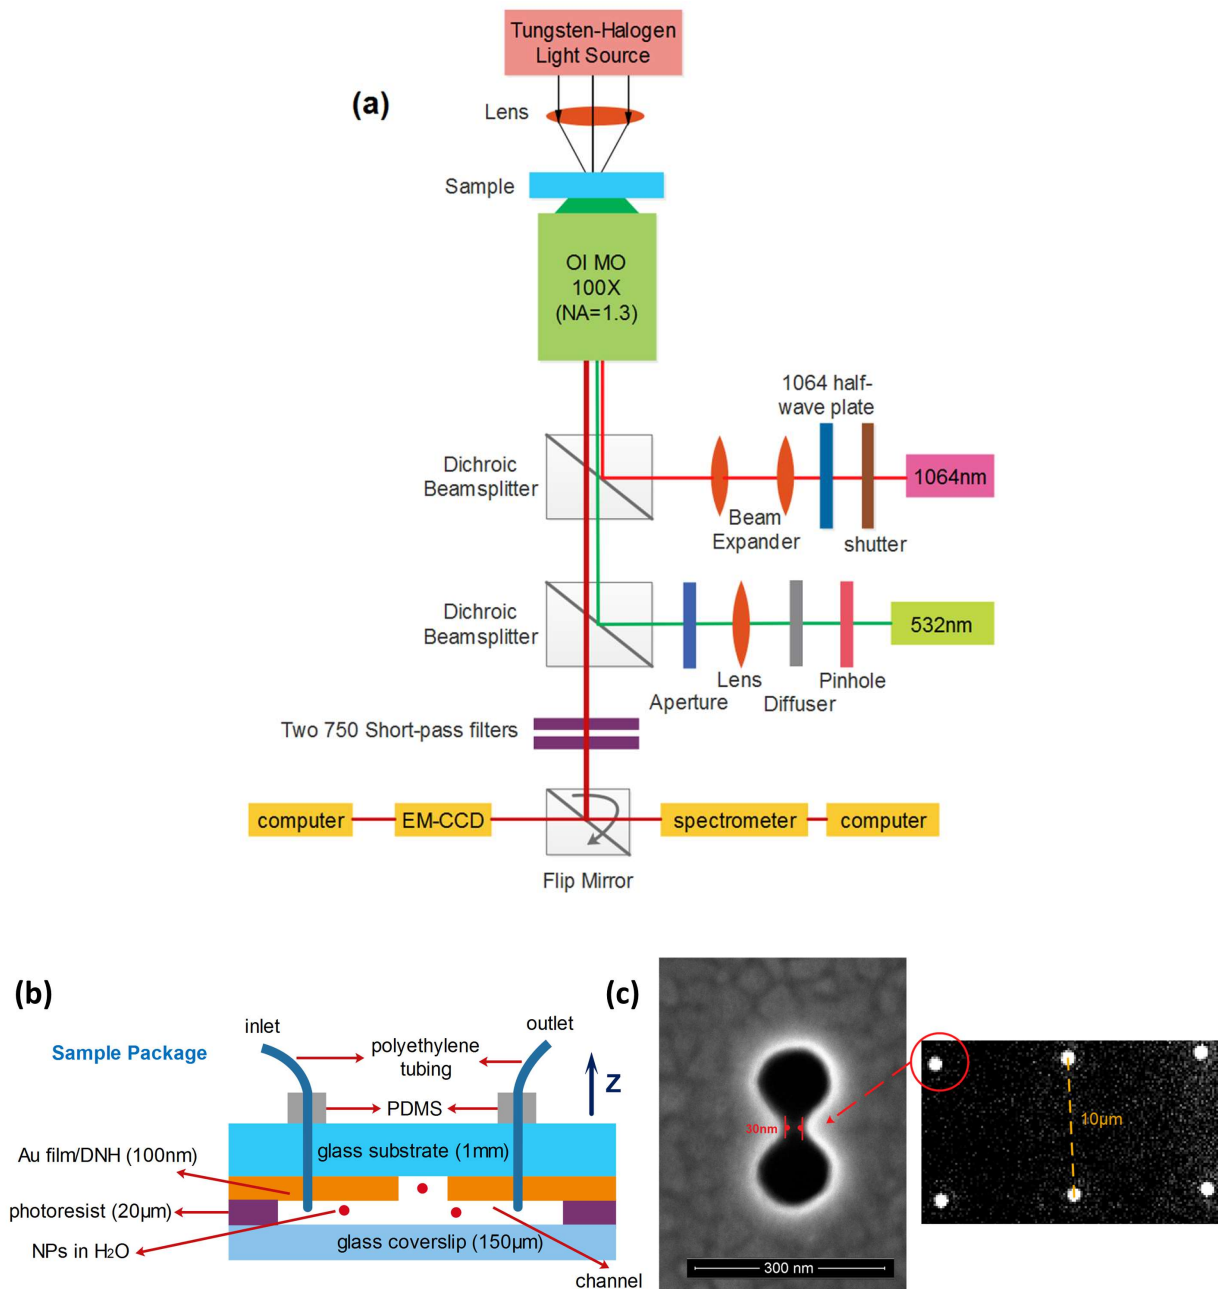 Tungsten-Halogen
Light Source
(a)
Lens
Sample
OI MO
100X
(NA=1.3)
1064 half-
wave plate
Dichroic
Beamsplitter
1064nm
Beam
Expander
shutter
Dichroic
Beamsplitter
532nm
Lens
Pinhole
Aperture
Diffuser
Two 750 Short-pass filters
computer
EM-CCD
spectrometer
computer
Flip Mirror
(b)
inlet
outlet
Sample Package
polyethylene
tubing
Z
PDMS
glass substrate (1mm)
Au film/DNH (100nm)
photoresist (20µm)
NPs in H2O
glass coverslip (150µm)
channel
(c)
30nm
300 nm
10µm